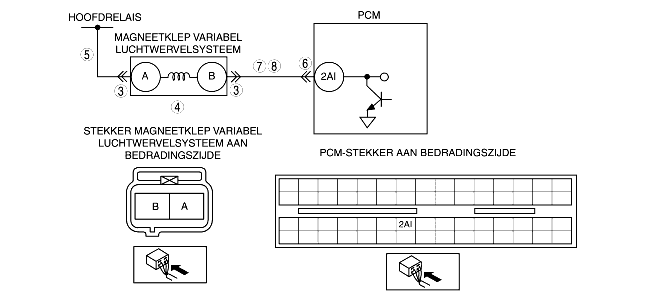 HOOFDRELAIS
PCM
MAGNEETKLEP VARIABEL
LUCHTWERVELSYSTEEM
5
A
B
7 8
6
2AI
3
3
4
STEKKER MAGNEETKLEP VARIABEL
LUCHTWERVELSYSTEEM AAN
BEDRADINGSZIJDE
PCM-STEKKER AAN BEDRADINGSZIJDE
B A
2AI